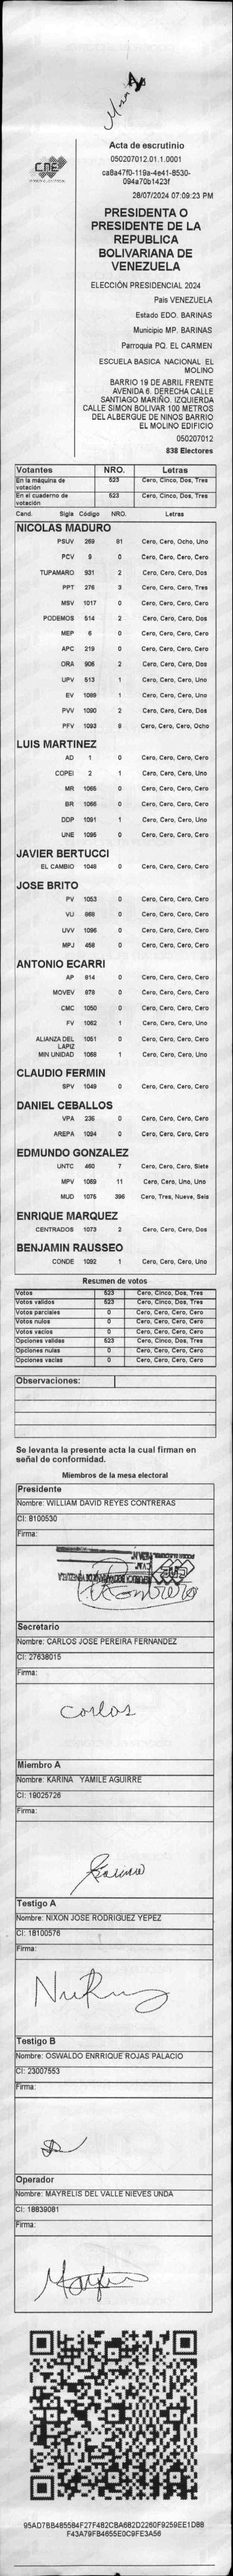 Mesa A
CNE
Acta de escrutinio
050207012.01.1.0001
ca8a47f0-119a-4e41-8530-
094a70b1423f
28/07/2024 07:09:23 PM
PRESIDENTA O
PRESIDENTE DE LA
REPUBLICA
BOLIVARIANA DE
VENEZUELA
ELECCIÓN PRESIDENCIAL 2024
País VENEZUELA
Estado EDO. BARINAS
Municipio MP. BARINAS
Parroquia PQ. EL CARMEN
ESCUELA BASICA NACIONAL EL
MOLINO
BARRIO 19 DE ABRIL FRENTE
AVENIDA 6. DERECHA CALLE
SANTIAGO MARIÑO. IZQUIERDA
CALLE SIMON BOLIVAR 100 METROS
DEL ALBERGUE DE NINOS BARRIO
EL MOLINO EDIFICIO
050207012
838 Electores
Votantes NRO. Letras
En la máquina de votación 523 Cero, Cinco, Dos, Tres
En el cuaderno de votación 523 Cero, Cinco, Dos, Tres
Cand. Sigla Código NRO. Letras
NICOLAS MADURO
PSUV 269 81 Cero, Cero, Ocho, Uno
PCV 9 0 Cero, Cero, Cero, Cero
TUPAMARO 931 2 Cero, Cero, Cero, Dos
PPT 276 3 Cero, Cero, Cero, Tres
MSV 1017 0 Cero, Cero, Cero, Cero
PODEMOS 514 2 Cero, Cero, Cero, Dos
MEP 6 0 Cero, Cero, Cero, Cero
APC 219 0 Cero, Cero, Cero, Cero
ORA 906 2 Cero, Cero, Cero, Dos
UPV 513 1 Cero, Cero, Cero, Uno
EV 1089 1 Cero, Cero, Cero, Uno
PVV 1090 2 Cero, Cero, Cero, Dos
PFV 1093 8 Cero, Cero, Cero, Ocho
LUIS MARTINEZ
AD 1 0 Cero, Cero, Cero, Cero
COPEI 2 1 Cero, Cero, Cero, Uno
MR 1065 0 Cero, Cero, Cero, Cero
BR 1066 0 Cero, Cero, Cero, Cero
DDP 1091 1 Cero, Cero, Cero, Uno
UNE 1095 0 Cero, Cero, Cero, Cero
JAVIER BERTUCCI
EL CAMBIO 1046 0 Cero, Cero, Cero, Cero
JOSE BRITO
PV 1053 0 Cero, Cero, Cero, Cero
VU 868 0 Cero, Cero, Cero, Cero
UVV 1096 0 Cero, Cero, Cero, Cero
MPJ 458 0 Cero, Cero, Cero, Cero
ANTONIO ECARRI
AP 914 0 Cero, Cero, Cero, Cero
MOVEV 879 0 Cero, Cero, Cero, Cero
CMC 1050 0 Cero, Cero, Cero, Cero
FV 1062 1 Cero, Cero, Cero, Uno
ALIANZA DEL LAPIZ 1051 0 Cero, Cero, Cero, Cero
MIN UNIDAD 1068 1 Cero, Cero, Cero, Uno
CLAUDIO FERMIN
SPV 1049 0 Cero, Cero, Cero, Cero
DANIEL CEBALLOS
VPA 236 0 Cero, Cero, Cero, Cero
AREPA 1094 0 Cero, Cero, Cero, Cero
EDMUNDO GONZALEZ
UNTC 460 7 Cero, Cero, Cero, Siete
MPV 1069 11 Cero, Cero, Uno, Uno
MUD 1075 396 Cero, Tres, Nueve, Seis
ENRIQUE MARQUEZ
CENTRADOS 1073 2 Cero, Cero, Cero, Dos
BENJAMIN RAUSSEO
CONDE 1092 1 Cero, Cero, Cero, Uno
Resumen de votos
Votos 523 Cero, Cinco, Dos, Tres
Votos validos 523 Cero, Cinco, Dos, Tres
Votos parciales 0 Cero, Cero, Cero, Cero
Votos nulos 0 Cero, Cero, Cero, Cero
Votos vacios 0 Cero, Cero, Cero, Cero
Opciones validas 523 Cero, Cinco, Dos, Tres
Opciones nulas 0 Cero, Cero, Cero, Cero
Opciones vacias 0 Cero, Cero, Cero, Cero
Observaciones:
Se levanta la presente acta la cual firman en
señal de conformidad.
Miembros de la mesa electoral
Presidente
Nombre: WILLIAM DAVID REYES CONTRERAS
CI: 8100530
Firma:
Secretario
Nombre: CARLOS JOSE PEREIRA FERNANDEZ
CI: 27638015
Firma:
Carlos
Miembro A
Nombre: KARINA YAMILE AGUIRRE
CI: 19025726
Firma:
Karina
Testigo A
Nombre: NIXON JOSE RODRIGUEZ YEPEZ
CI: 18100576
Firma:
Testigo B
Nombre: OSWALDO ENRRIQUE ROJAS PALACIO
CI: 23007553
Firma:
Operador
Nombre: MAYRELIS DEL VALLE NIEVES UNDA
CI: 18839081
Firma:
95AD7BB485584F27F482CBA682D2260F9259EE1D88
F43A79FB4655E0C9FE3A56